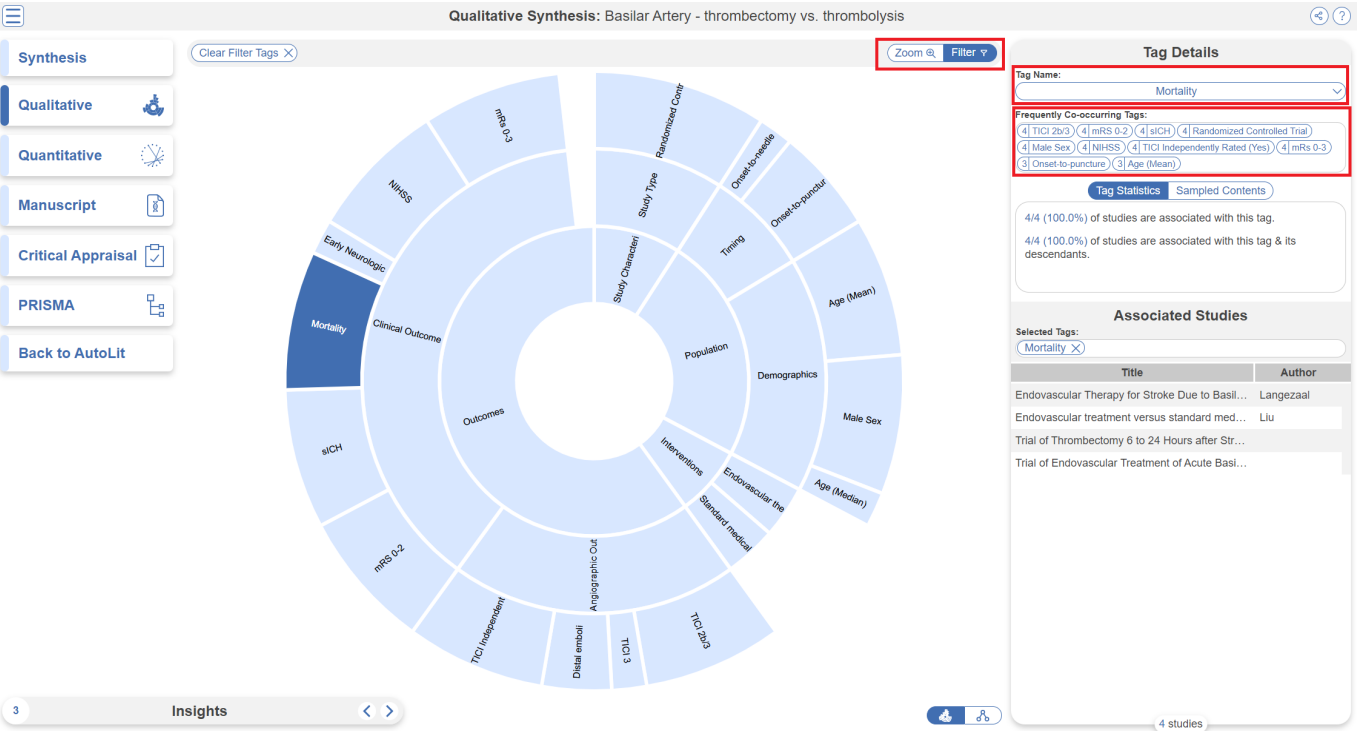 Qualitative Synthesis: Basilar Artery - thrombectomy vs. thrombolysis
?
Synthesis
Qualitative
Quantitative
Manuscript
Critical Appraisal
PRISMA
Back to AutoLit
Clear Filter Tags
Zoom
Filter
mRs 0-3
NIHSS
Early Neurologic
Mortality
sICH
mRS 0-2
Clinical Outcome
Outcomes
Randomized Contr
Study Type
Study Characteri
Onset-to-needle
Onset-to-punctur
Timing
Population
Age (Mean)
Demographics
Male Sex
Age (Median)
Interventions
Endovascular the
Standard medical
Angiographic Out
TICI Independent
Distal emboli
TICI 3
TICI 2b/3
3
Insights
Tag Details
Tag Name:
Mortality
Frequently Co-occurring Tags:
4 TICI 2b/3 4 mRS 0-2 4 sICH 4 Randomized Controlled Trial
4 Male Sex 4 NIHSS 4 TICI Independently Rated (Yes) 4 mRs 0-3
3 Onset-to-puncture 3 Age (Mean)
Tag Statistics Sampled Contents
4/4 (100.0%) of studies are associated with this tag.
4/4 (100.0%) of studies are associated with this tag & its
descendants.
Associated Studies
Selected Tags:
Mortality
Title Author
Endovascular Therapy for Stroke Due to Basil... Langezaal
Endovascular treatment versus standard med... Liu
Trial of Thrombectomy 6 to 24 Hours after Str...
Trial of Endovascular Treatment of Acute Basi...
4 studies